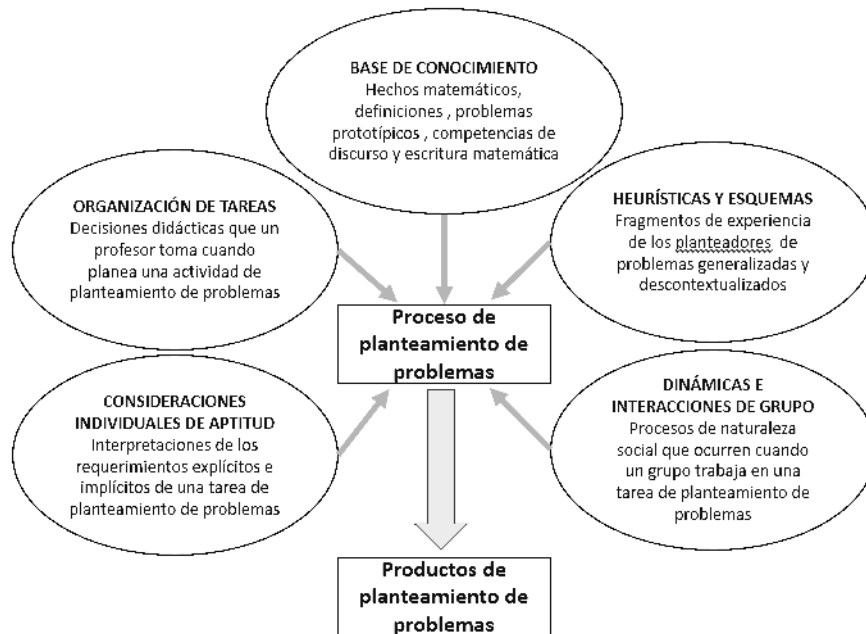 BASE DE CONOCIMIENTO
Hechos matemáticos,
definiciones , problemas
prototípicos , competencias de
discurso y escritura matemática
ORGANIZACIÓN DE TAREAS
Decisiones didácticas que un
profesor toma cuando
planea una actividad de
planteamiento de problemas
HEURÍSTICAS Y ESQUEMAS
Fragmentos de experiencia
de los planteadores de
problemas generalizadas y
descontextualizados
Proceso de
planteamiento de
problemas
CONSIDERACIONES
INDIVIDUALES DE APTITUD
Interpretaciones de los
requerimientos explícitos e
implícitos de una tarea de
planteamiento de problemas
DINÁMICAS E
INTERACCIONES DE GRUPO
Procesos de naturaleza
social que ocurren cuando
un grupo trabaja en una
tarea de planteamiento de
problemas
Productos de
planteamiento de
problemas